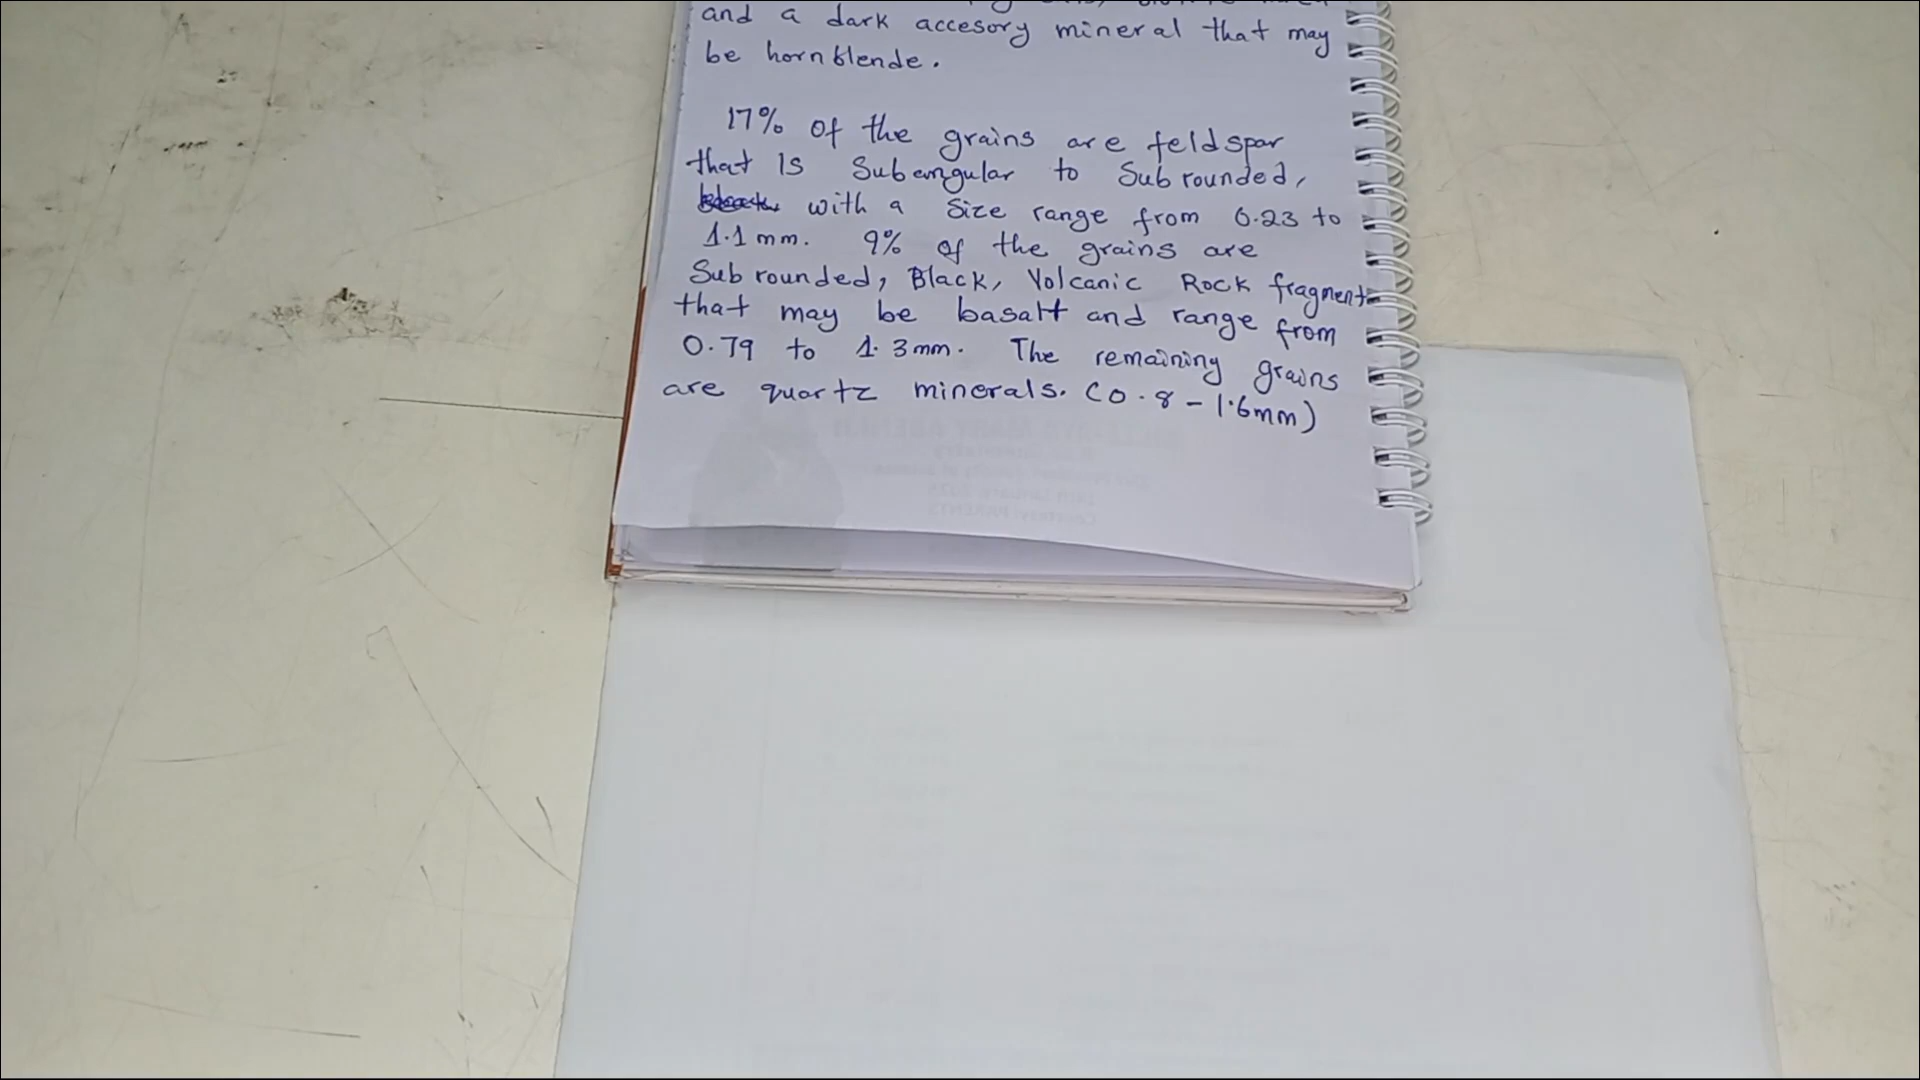 and a dark accesory mineral that may
be hornblende.
17% of the grains are feldspar
that Is Subangular to Subrounded,
with a Size range from 0.23 to
1.1 mm. 9% of the grains are
Subrounded, Black, Volcanic Rock fragment
that may be basalt and range from
0.79 to 1.3mm. The remaining grains
are quartz minerals. (0.8 - 1.6mm)